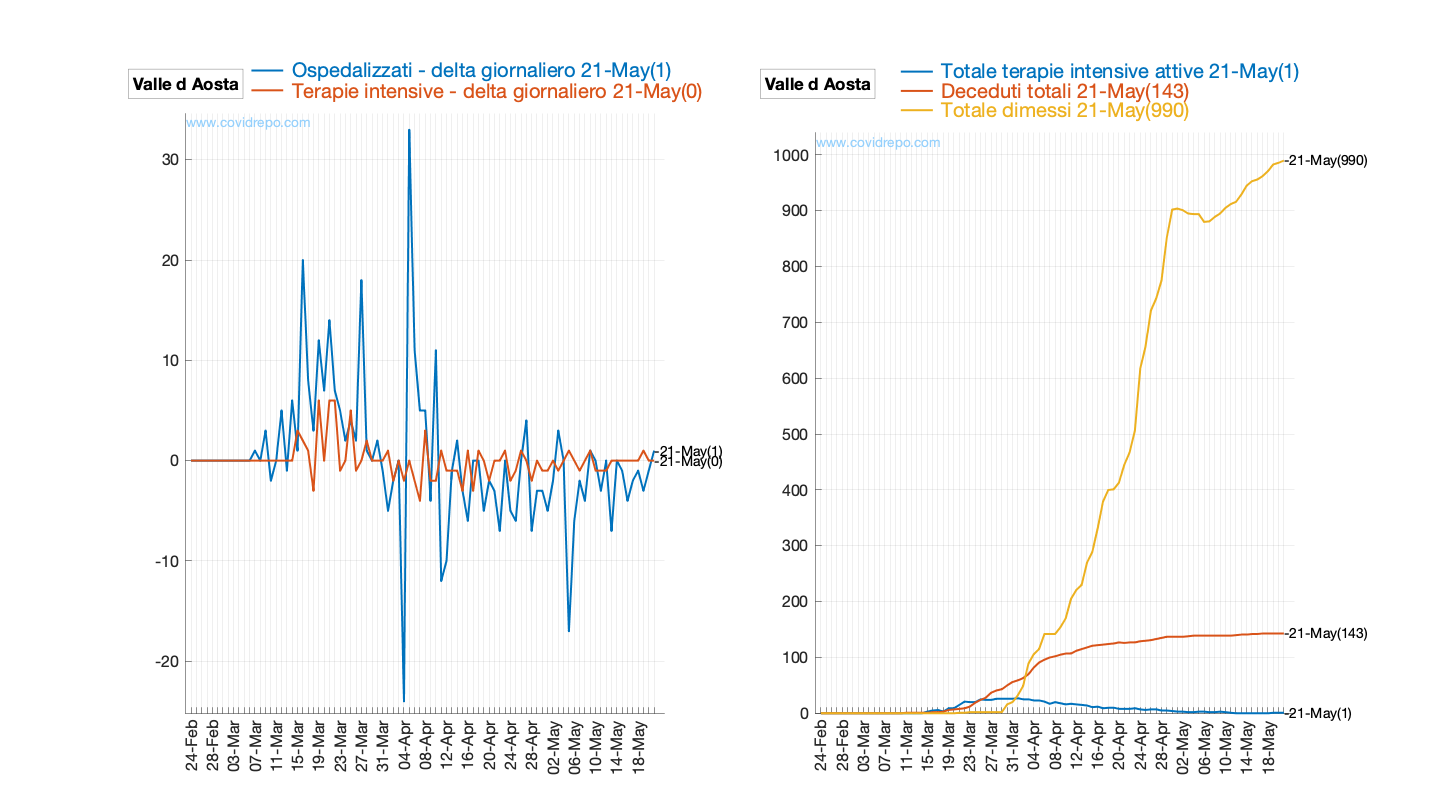 Valle d Aosta
Ospedalizzati - delta giornaliero 21-May(1)
Terapie intensive - delta giornaliero 21-May(0)
www.covidrepo.com
30
20
10
0
-10
-20
-21-May(1)
-21-May(0)
24-Feb
28-Feb
03-Mar
07-Mar
11-Mar
15-Mar
19-Mar
23-Mar
27-Mar
31-Mar
04-Apr
08-Apr
12-Apr
16-Apr
20-Apr
24-Apr
28-Apr
02-May
06-May
10-May
14-May
18-May
Valle d Aosta
Totale terapie intensive attive 21-May(1)
Deceduti totali 21-May(143)
Totale dimessi 21-May(990)
www.covidrepo.com
1000
900
800
700
600
500
400
300
200
100
0
-21-May(990)
-21-May(143)
-21-May(1)
24-Feb
28-Feb
03-Mar
07-Mar
11-Mar
15-Mar
19-Mar
23-Mar
27-Mar
31-Mar
04-Apr
08-Apr
12-Apr
16-Apr
20-Apr
24-Apr
28-Apr
02-May
06-May
10-May
14-May
18-May